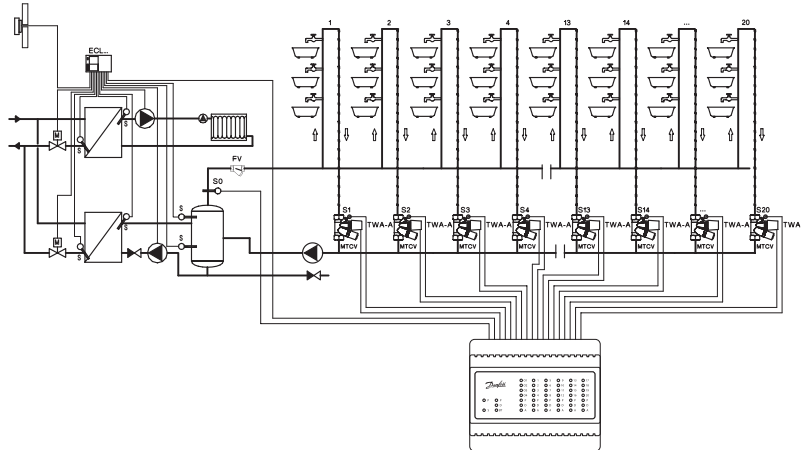 1 2 3 4 13 14 ... 20
ECL...
M
S
S
FV
S0
S
S
M
S
S
S1 S2 S3 S4 S13 S14 ... S20
TWA-A TWA-A TWA-A TWA-A TWA-A TWA-A TWA-A TWA
MTCV MTCV MTCV MTCV MTCV MTCV MTCV MTCV
Danfoss